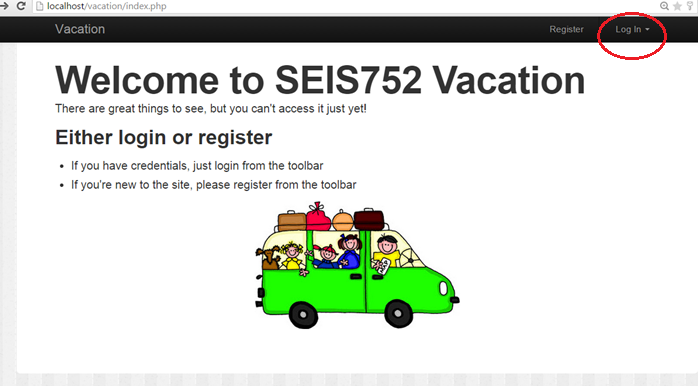 localhost/vacation/index.php
Vacation Register Log In
Welcome to SEIS752 Vacation
There are great things to see, but you can't access it just yet!
Either login or register
If you have credentials, just login from the toolbar
If you're new to the site, please register from the toolbar